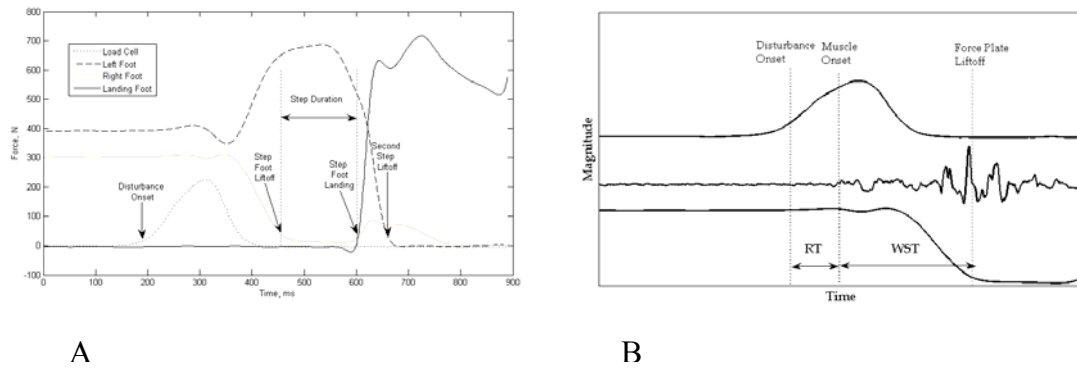 800
700
600
500
400
300
200
100
0
-100
Force, N
Load Cell
Left Foot
Right Foot
Landing Foot
Step Duration
Disturbance
Onset
Step
Foot
Liftoff
Step
Foot
Landing
Second
Step
Liftoff
0 100 200 300 400 500 600 700 800 900
Time, ms
A
Magnitude
Disturbance
Onset
Muscle
Onset
Force Plate
Liftoff
RT
WST
Time
B